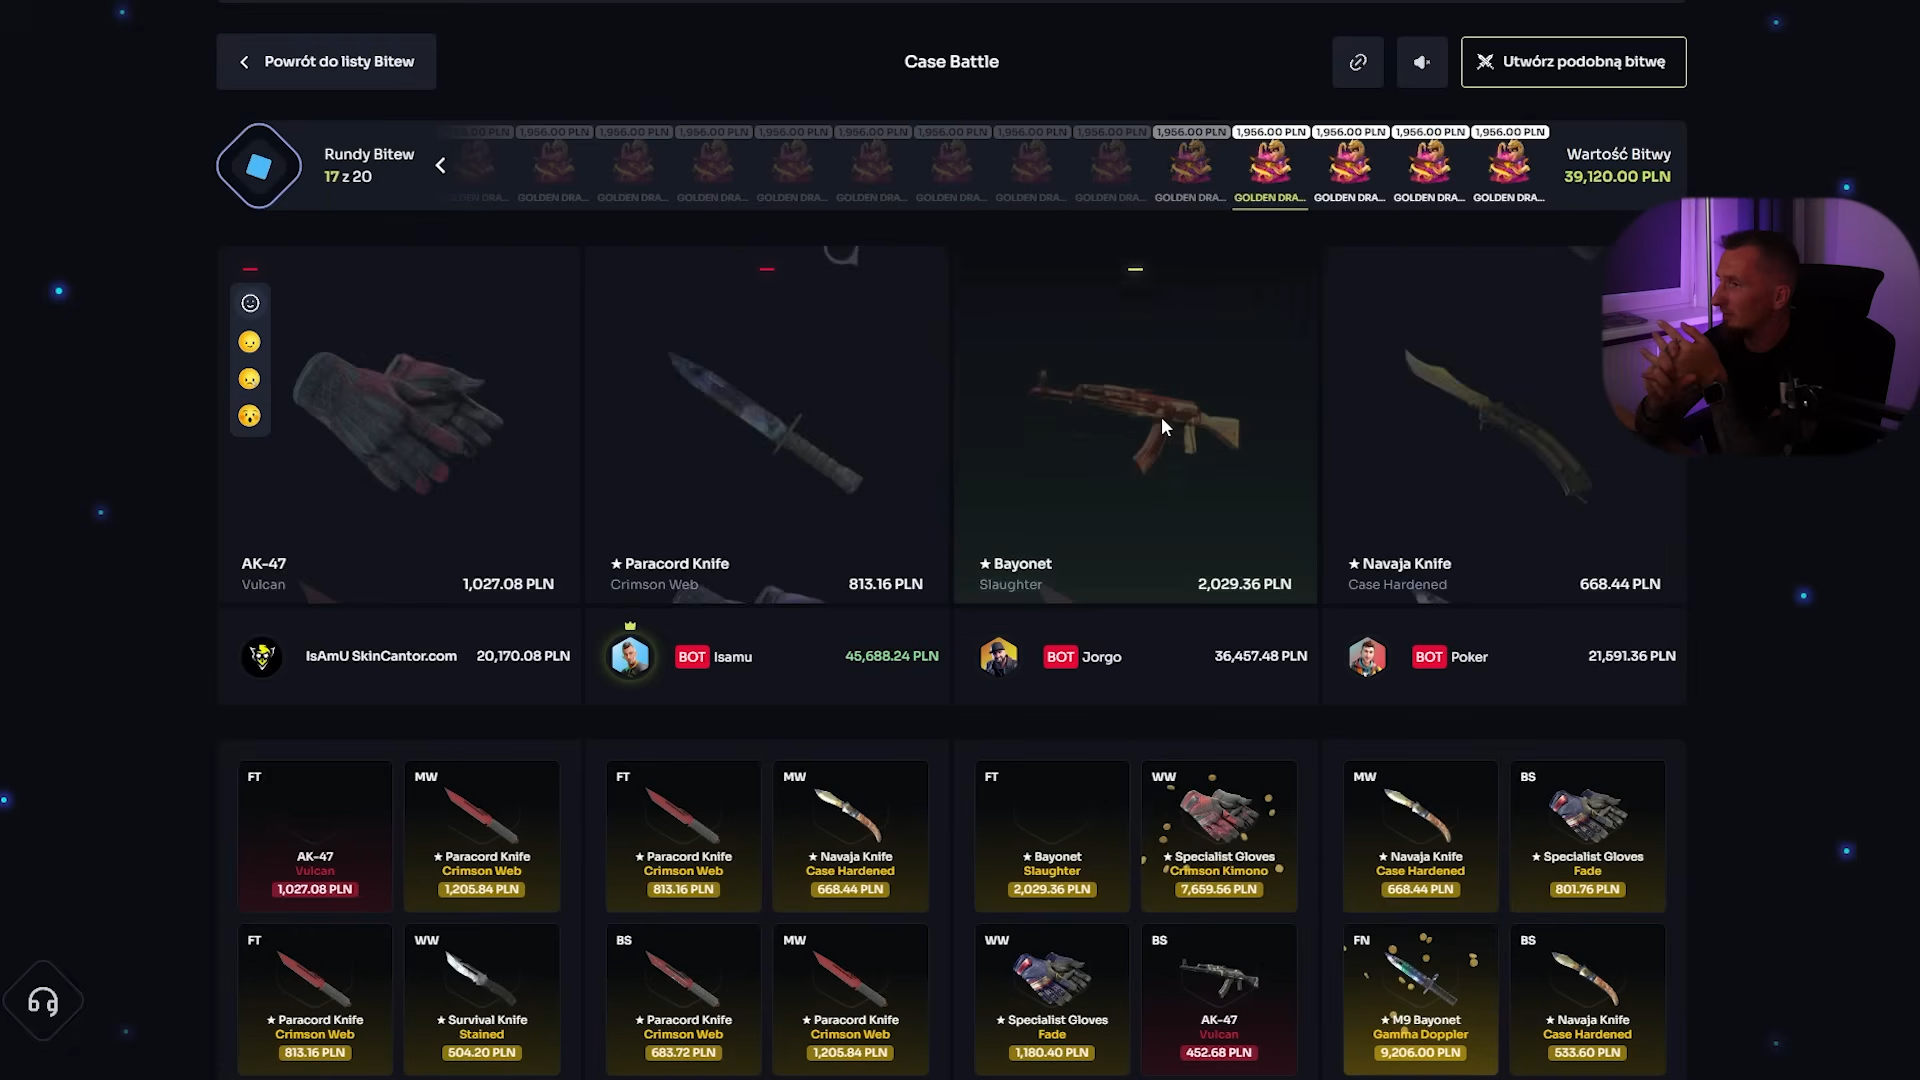 Powrót do listy Bitew
Case Battle
Utwórz podobną bitwę
Rundy Bitew
17 z 20
1,956.00 PLN 1,956.00 PLN 1,956.00 PLN 1,956.00 PLN 1,956.00 PLN 1,956.00 PLN 1,956.00 PLN 1,956.00 PLN 1,956.00 PLN 1,956.00 PLN 1,956.00 PLN 1,956.00 PLN 1,956.00 PLN
GOLDEN DRA... GOLDEN DRA... GOLDEN DRA... GOLDEN DRA... GOLDEN DRA... GOLDEN DRA... GOLDEN DRA... GOLDEN DRA... GOLDEN DRA... GOLDEN DRA... GOLDEN DRA... GOLDEN DRA... GOLDEN DRA...
Wartość Bitwy
39,120.00 PLN
AK-47
Vulcan 1,027.08 PLN
★ Paracord Knife
Crimson Web 813.16 PLN
★ Bayonet
Slaughter 2,029.36 PLN
★ Navaja Knife
Case Hardened 668.44 PLN
IsAmU SkinCantor.com 20,170.08 PLN
BOT Isamu 45,688.24 PLN
BOT Jorgo 36,457.48 PLN
BOT Poker 21,591.36 PLN
FT
AK-47
Vulcan
1,027.08 PLN
MW
★ Paracord Knife
Crimson Web
1,205.84 PLN
FT
★ Paracord Knife
Crimson Web
813.16 PLN
MW
★ Navaja Knife
Case Hardened
668.44 PLN
FT
★ Bayonet
Slaughter
2,029.36 PLN
WW
★ Specialist Gloves
Crimson Kimono
7,659.56 PLN
MW
★ Navaja Knife
Case Hardened
668.44 PLN
BS
★ Specialist Gloves
Fade
801.76 PLN
FT
★ Paracord Knife
Crimson Web
813.16 PLN
WW
★ Survival Knife
Stained
504.20 PLN
BS
★ Paracord Knife
Crimson Web
683.72 PLN
MW
★ Paracord Knife
Crimson Web
1,205.84 PLN
WW
★ Specialist Gloves
Fade
1,180.40 PLN
BS
AK-47
Vulcan
452.68 PLN
FN
★ M9 Bayonet
Gamma Doppler
9,206.00 PLN
BS
★ Navaja Knife
Case Hardened
533.60 PLN